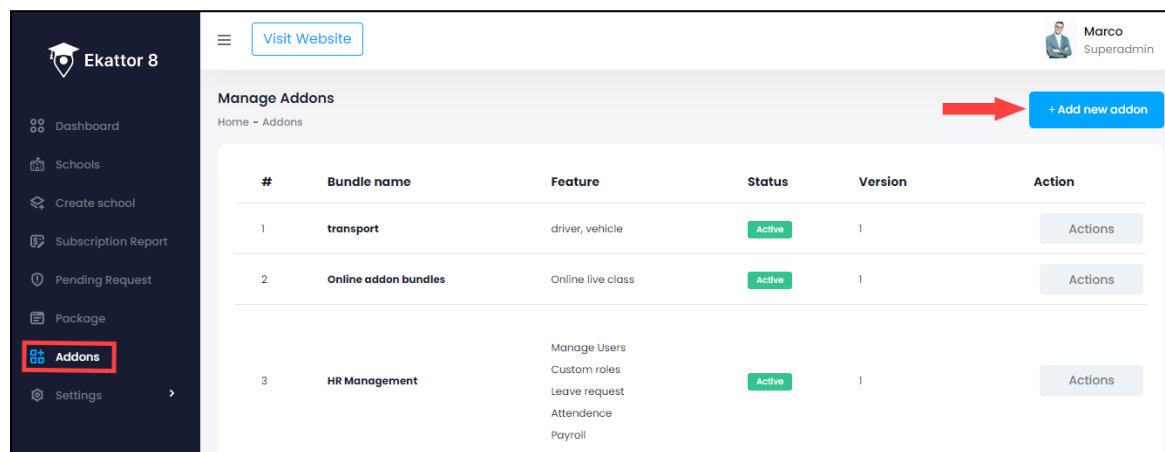 Ekattor 8
Dashboard
Schools
Create school
Subscription Report
Pending Request
Package
Addons
Settings
Visit Website
Marco
Superadmin
Manage Addons
Home - Addons
+ Add new addon
# Bundle name Feature Status Version Action
1 transport driver, vehicle Active 1 Actions
2 Online addon bundles Online live class Active 1 Actions
3 HR Management Manage Users
Custom roles
Leave request
Attendence
Payroll
Active 1 Actions